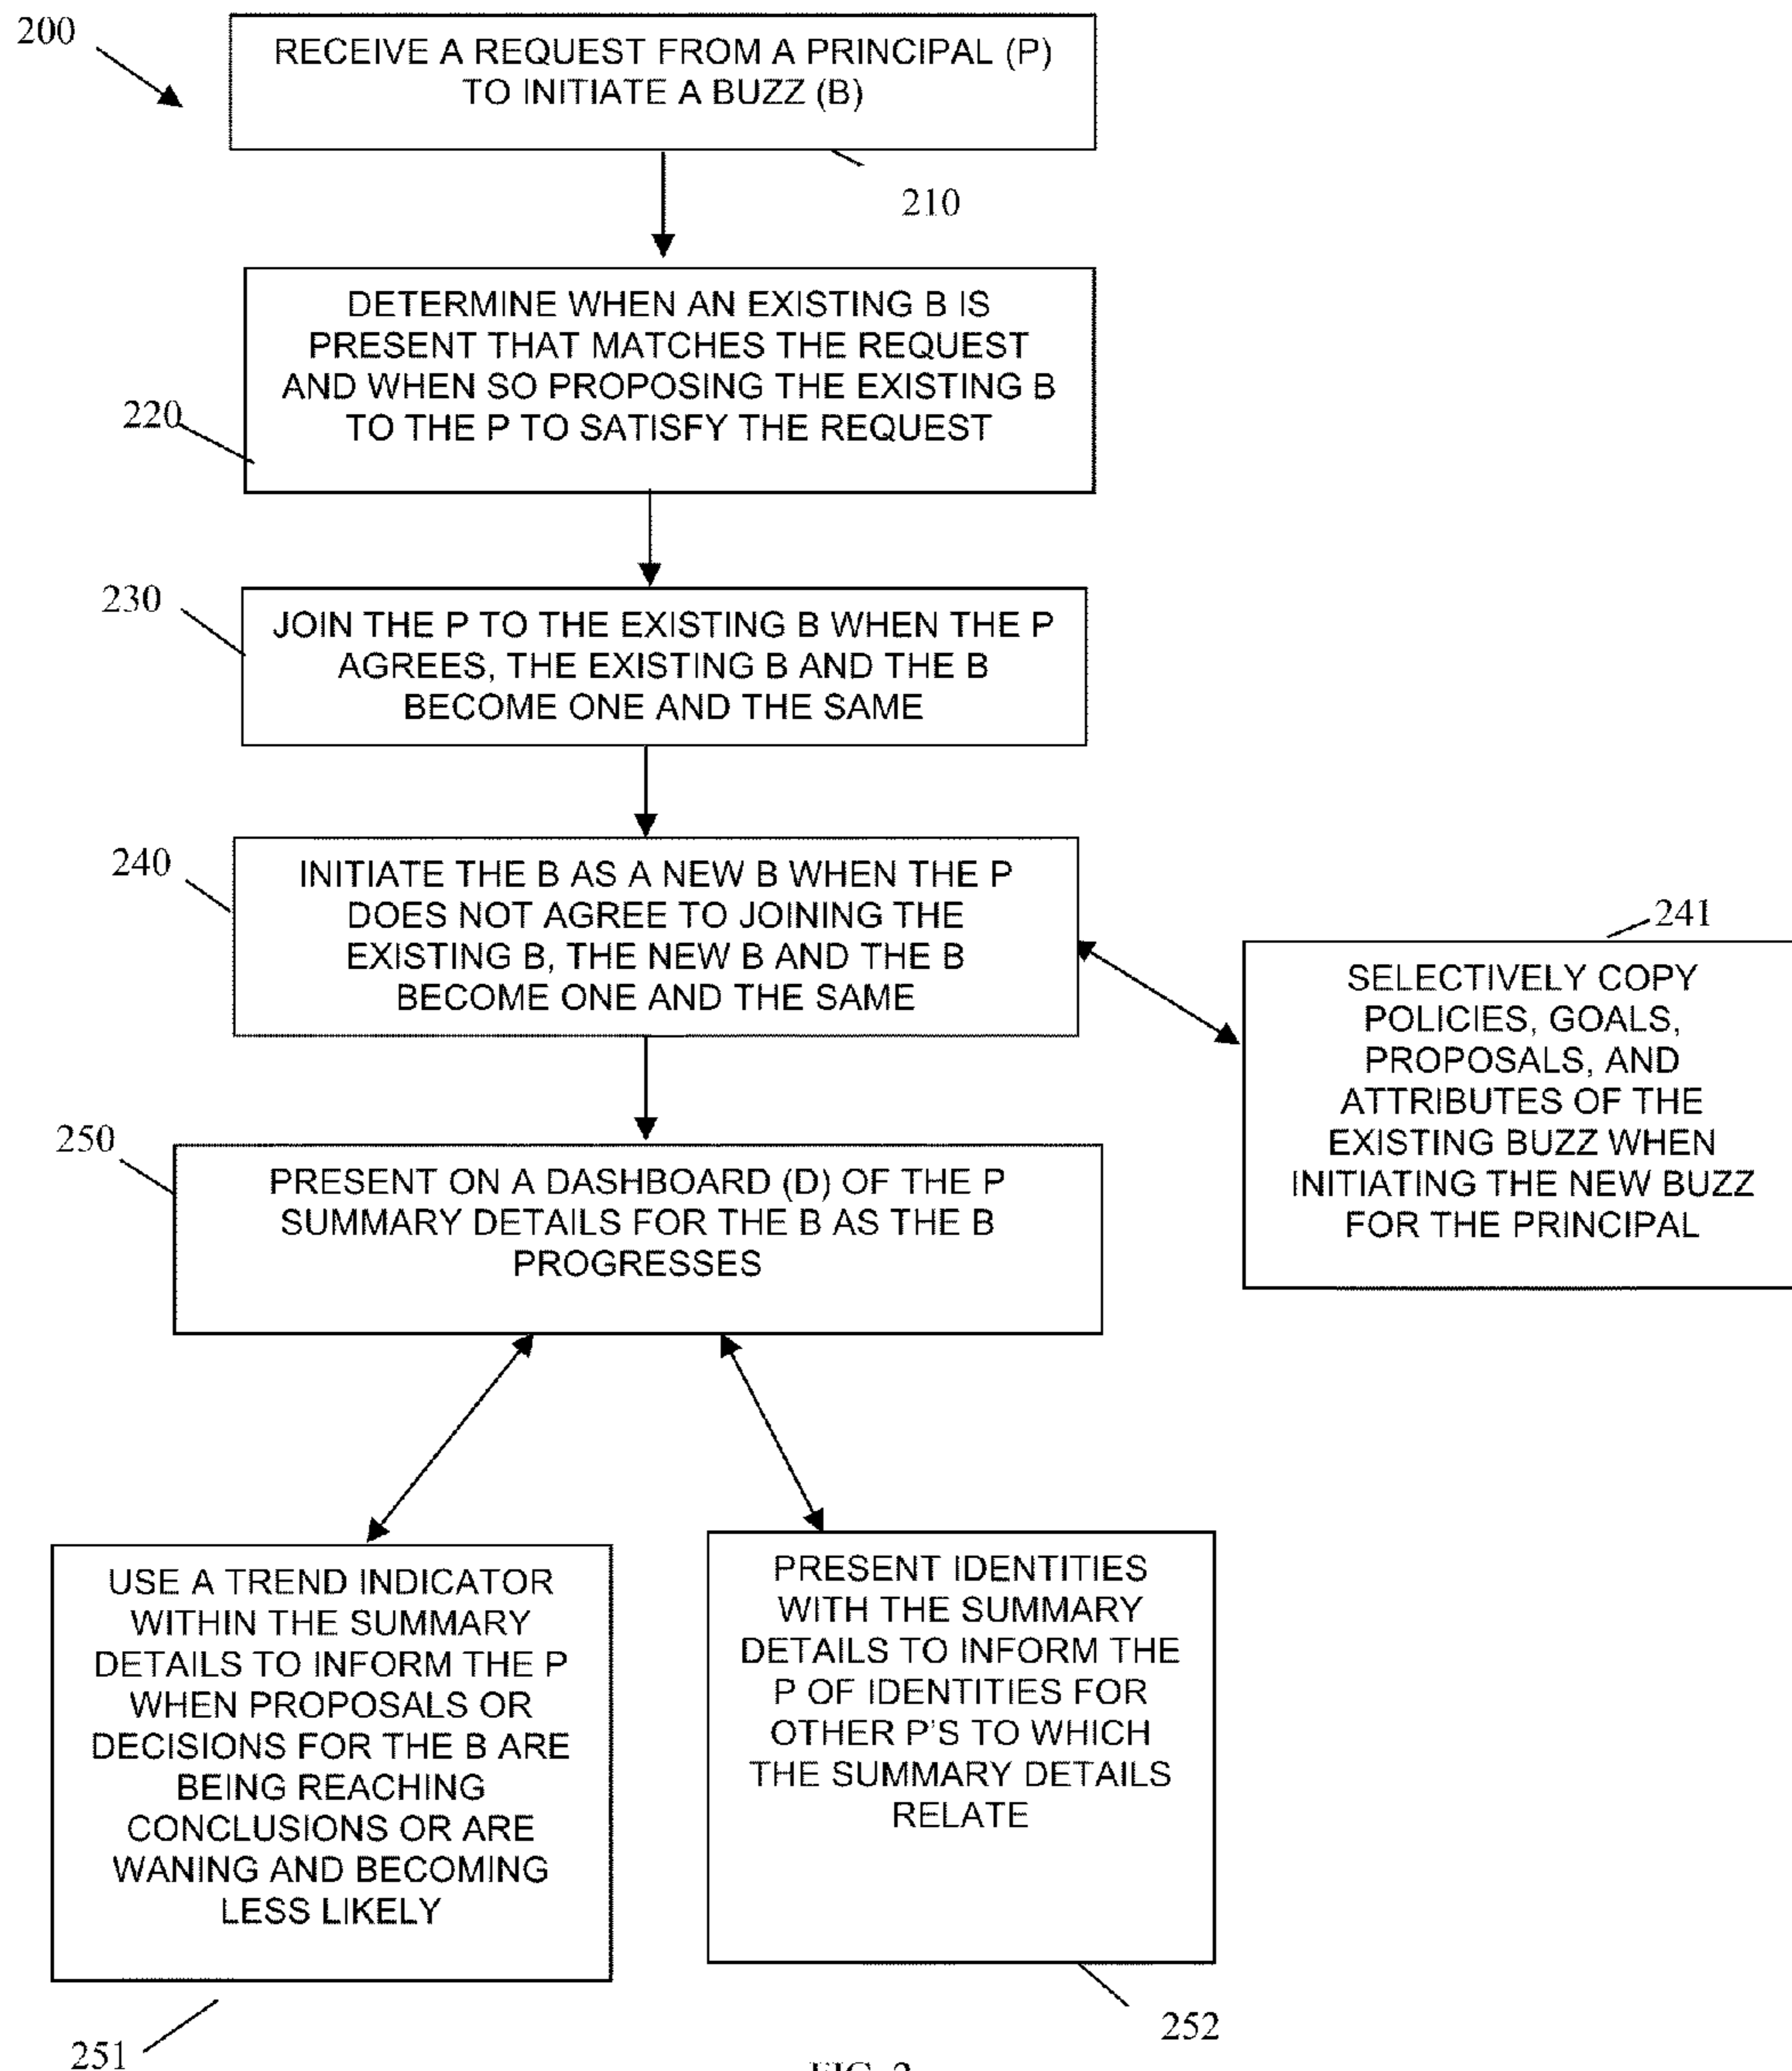 200
RECEIVE A REQUEST FROM A PRINCIPAL (P)
TO INITIATE A BUZZ (B)
210
DETERMINE WHEN AN EXISTING B IS
PRESENT THAT MATCHES THE REQUEST
AND WHEN SO PROPOSING THE EXISTING B
TO THE P TO SATISFY THE REQUEST
220
230
JOIN THE P TO THE EXISTING B WHEN THE P
AGREES, THE EXISTING B AND THE B
BECOME ONE AND THE SAME
240
INITIATE THE B AS A NEW B WHEN THE P
DOES NOT AGREE TO JOINING THE
EXISTING B, THE NEW B AND THE B
BECOME ONE AND THE SAME
241
SELECTIVELY COPY
POLICIES, GOALS,
PROPOSALS, AND
ATTRIBUTES OF THE
EXISTING BUZZ WHEN
INITIATING THE NEW BUZZ
FOR THE PRINCIPAL
250
PRESENT ON A DASHBOARD (D) OF THE P
SUMMARY DETAILS FOR THE B AS THE B
PROGRESSES
USE A TREND INDICATOR
WITHIN THE SUMMARY
DETAILS TO INFORM THE P
WHEN PROPOSALS OR
DECISIONS FOR THE B ARE
BEING REACHING
CONCLUSIONS OR ARE
WANING AND BECOMING
LESS LIKELY
251
PRESENT IDENTITIES
WITH THE SUMMARY
DETAILS TO INFORM THE
P OF IDENTITIES FOR
OTHER P'S TO WHICH
THE SUMMARY DETAILS
RELATE
252
FIG. 2